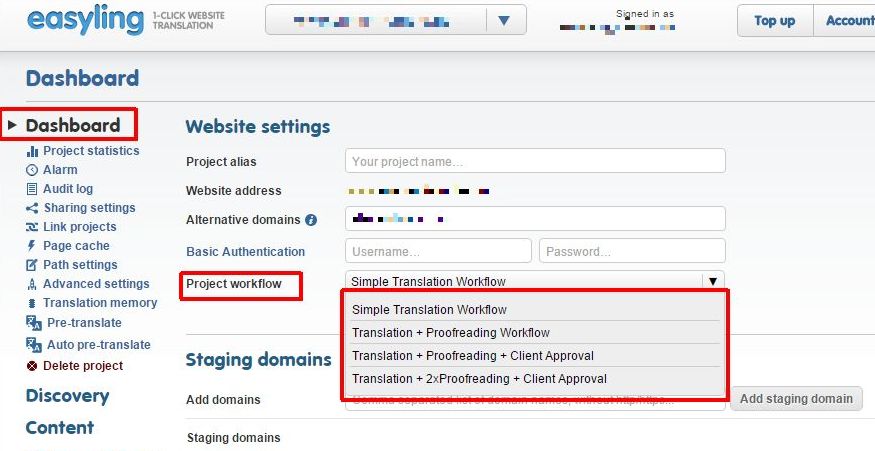 easyling 1-CLICK WEBSITE TRANSLATION
Signed in as
Top up Account
Dashboard
Dashboard
Project statistics
Alarm
Audit log
Sharing settings
Link projects
Page cache
Path settings
Advanced settings
Translation memory
Pre-translate
Auto pre-translate
Delete project
Discovery
Content
Website settings
Project alias Your project name...
Website address
Alternative domains
Basic Authentication Username... Password...
Project workflow Simple Translation Workflow
Simple Translation Workflow
Translation + Proofreading Workflow
Translation + Proofreading + Client Approval
Translation + 2xProofreading + Client Approval
Staging domains
Add domains Comma separated list of domain names, without http/https... Add staging domain
Staging domains